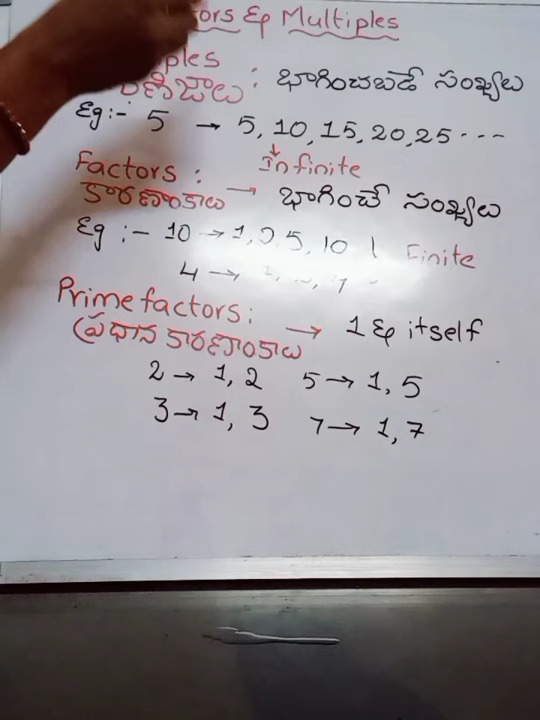 ors & Multiples
ples
ణిజాలు : భాగించబడే సంఖ్యలు
Eg:- 5 → 5, 10, 15, 20, 25 ...
↓
Infinite
Factors :
కారణాంకాలు → భాగించే సంఖ్యలు
Eg :- 10 → 1, 2, 5, 10 | Finite
4 →
Prime factors :
ప్రధాన కారణాంకాలు → 1 & itself
2 → 1, 2 5 → 1, 5
3 → 1, 3 7 → 1, 7